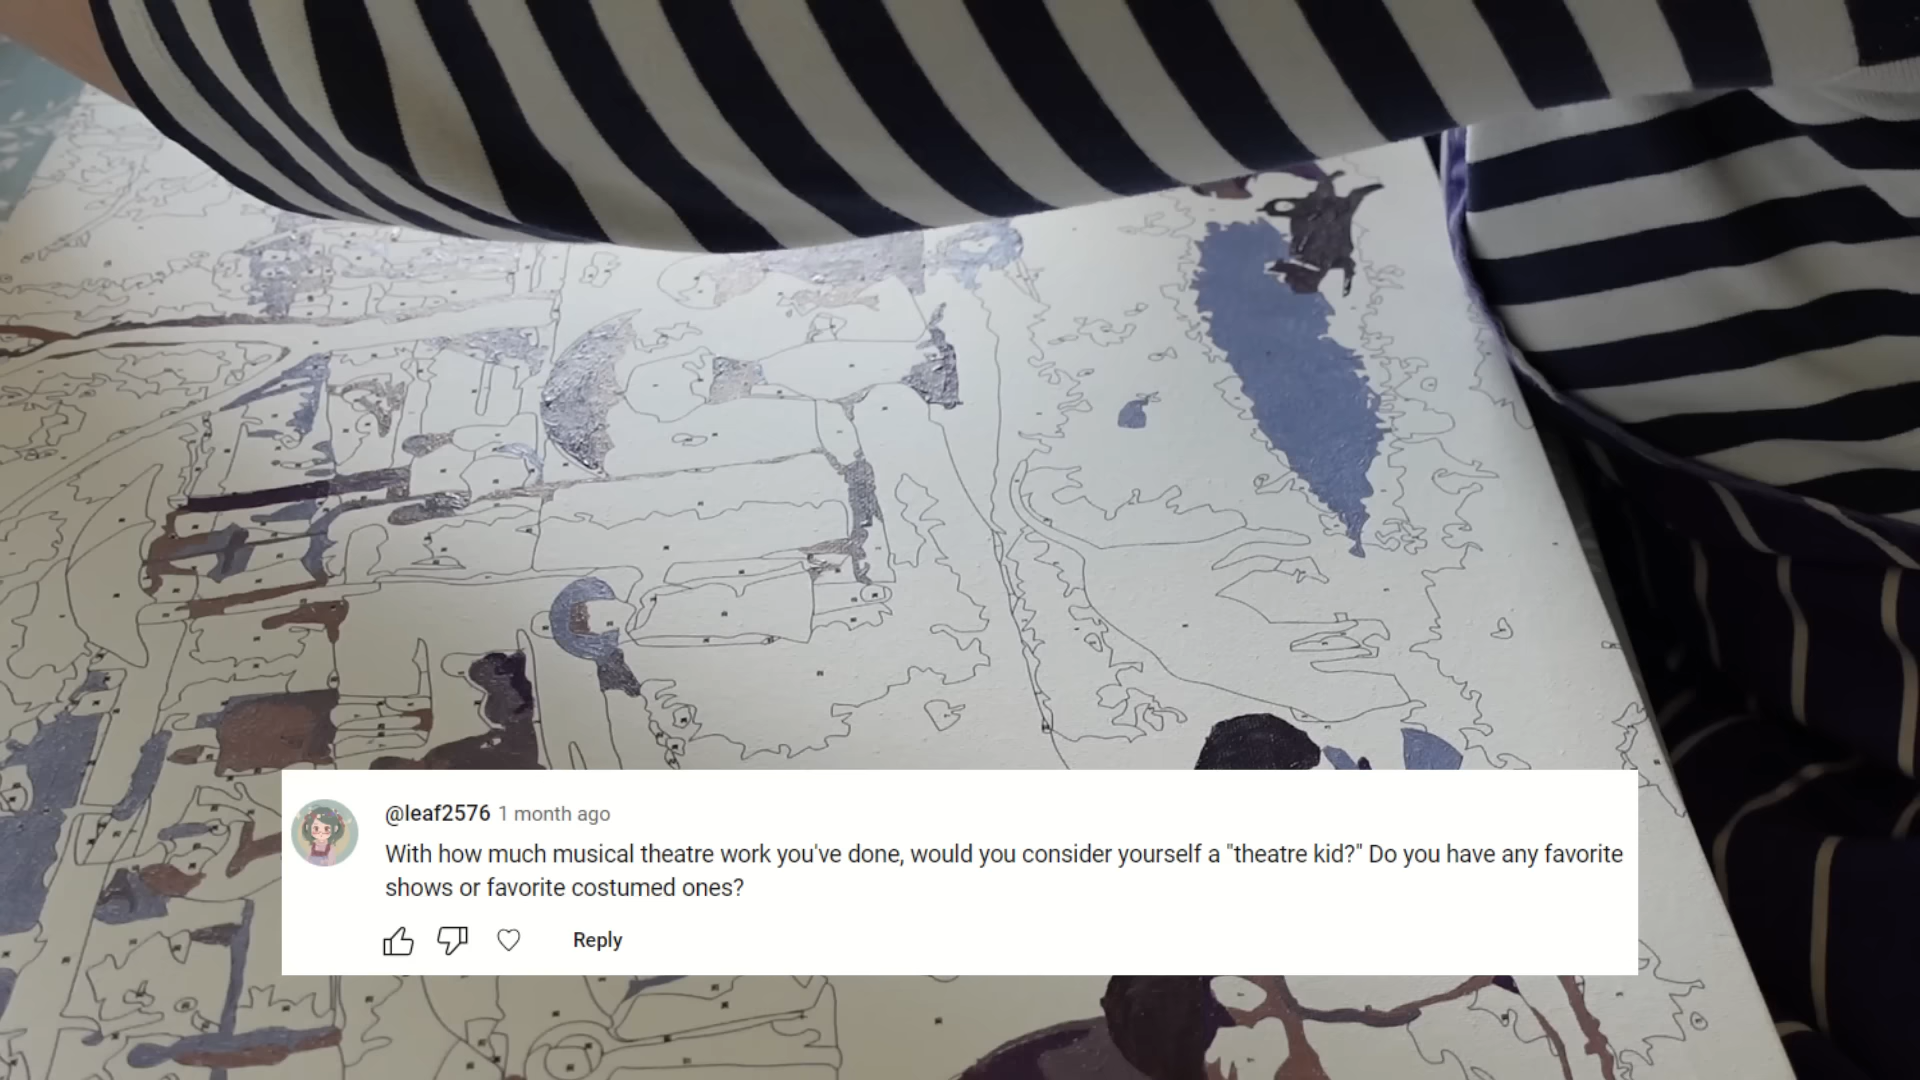 @leaf2576 1 month ago
With how much musical theatre work you've done, would you consider yourself a "theatre kid?" Do you have any favorite
shows or favorite costumed ones?
Reply